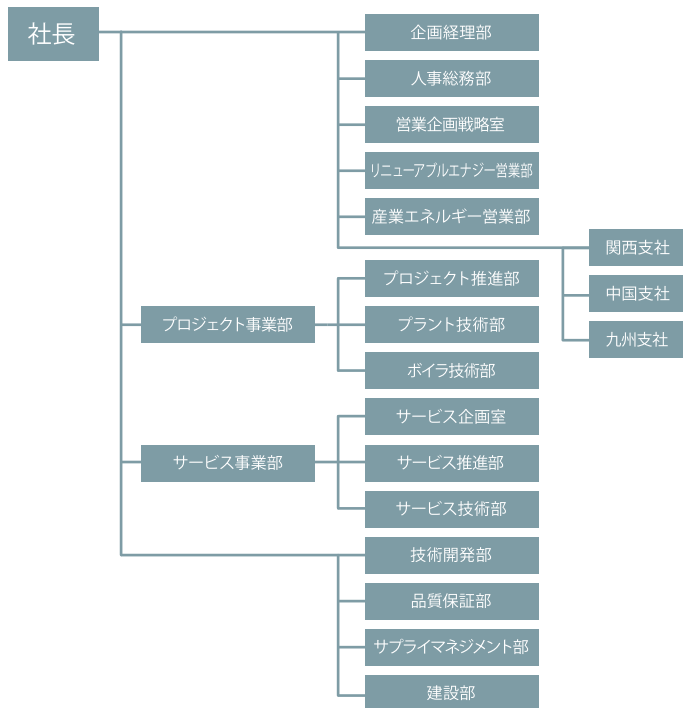 社長
企画経理部
人事総務部
営業企画戦略室
リニューアブルエナジー営業部
産業エネルギー営業部
関西支社
中国支社
九州支社
プロジェクト事業部
プロジェクト推進部
プラント技術部
ボイラ技術部
サービス事業部
サービス企画室
サービス推進部
サービス技術部
技術開発部
品質保証部
サプライマネジメント部
建設部